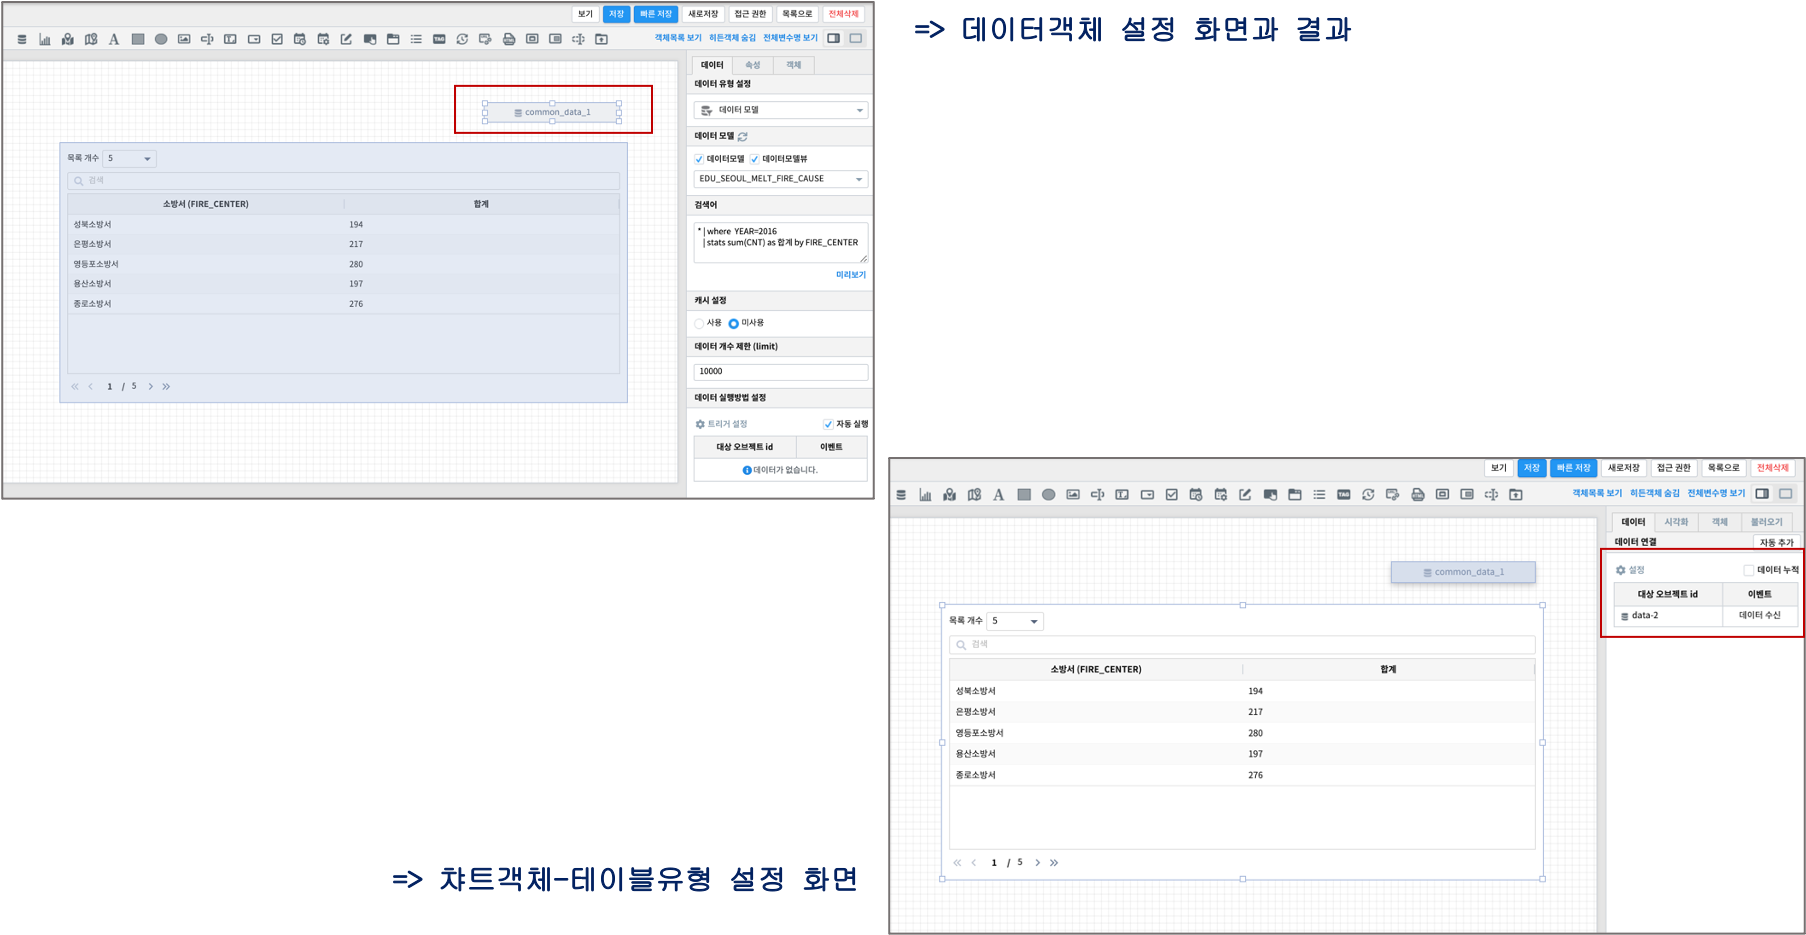 보기 저장 빠른 저장 새로저장 접근 권한 목록으로 전체삭제
객체목록 보기 히든객체 숨김 전체변수명 보기
데이터 속성 객체
데이터 유형 설정
데이터 모델
데이터 모델
데이터모델 데이터모델뷰
EDU_SEOUL_MELT_FIRE_CAUSE
검색어
* | where YEAR=2016
| stats sum(CNT) as 합계 by FIRE_CENTER
미리보기
캐시 설정
사용 미사용
데이터 개수 제한 (limit)
10000
데이터 실행방법 설정
트리거 설정 자동 실행
대상 오브젝트 id 이벤트
데이터가 없습니다.
common_data_1
목록 개수 5
검색
소방서 (FIRE_CENTER) 합계
성북소방서 194
은평소방서 217
영등포소방서 280
용산소방서 197
종로소방서 276
« < 1 / 5 > »
=> 데이터객체 설정 화면과 결과
=> 챠트객체-테이블유형 설정 화면
보기 저장 빠른 저장 새로저장 접근 권한 목록으로 전체삭제
객체목록 보기 히든객체 숨김 전체변수명 보기
데이터 시각화 객체 불러오기
데이터 연결 자동 추가
설정 데이터 누적
대상 오브젝트 id 이벤트
data-2 데이터 수신
common_data_1
목록 개수 5
검색
소방서 (FIRE_CENTER) 합계
성북소방서 194
은평소방서 217
영등포소방서 280
용산소방서 197
종로소방서 276
« < 1 / 5 > »